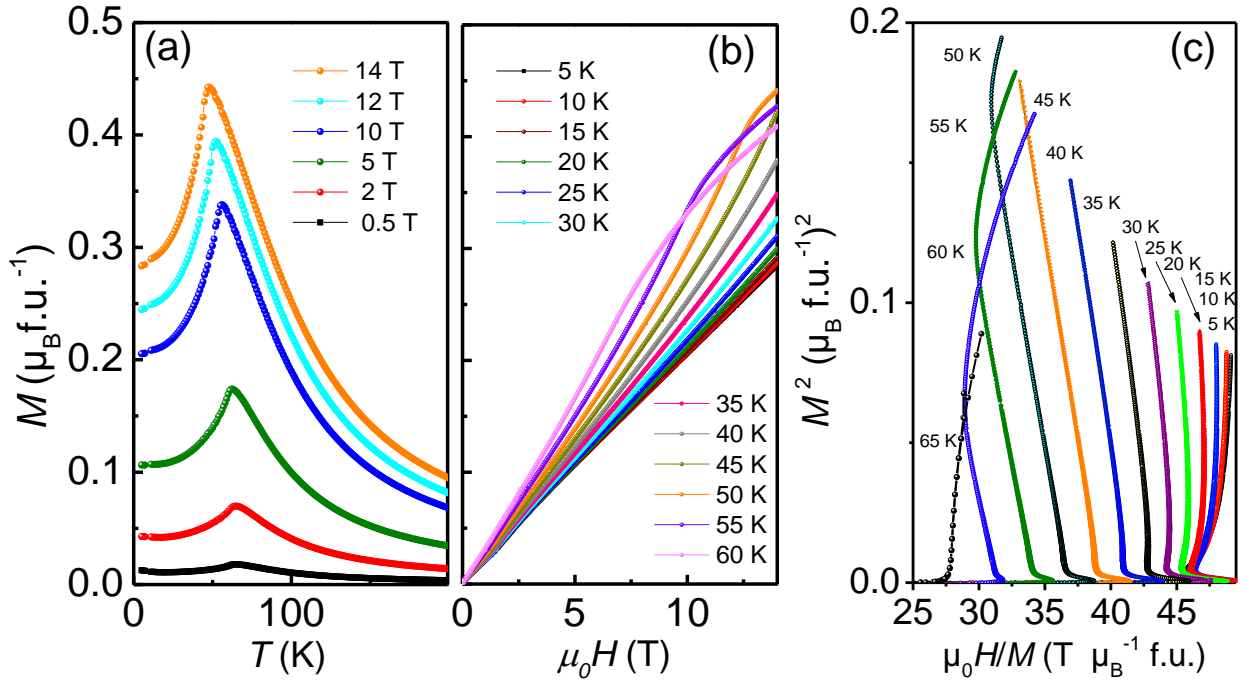 (a)
14 T
12 T
10 T
5 T
2 T
0.5 T
0.5
0.4
0.3
0.2
0.1
0.0
M (μB f.u.-1)
0
100
T (K)
(b)
5 K
10 K
15 K
20 K
25 K
30 K
35 K
40 K
45 K
50 K
55 K
60 K
0
5
10
μ0H (T)
(c)
0.2
0.1
0.0
M2 (μB f.u.-1)2
50 K
55 K
45 K
40 K
35 K
30 K
25 K
20 K
15 K
10 K
5 K
60 K
65 K
25
30
35
40
45
μ0H/M (T μB-1 f.u.)